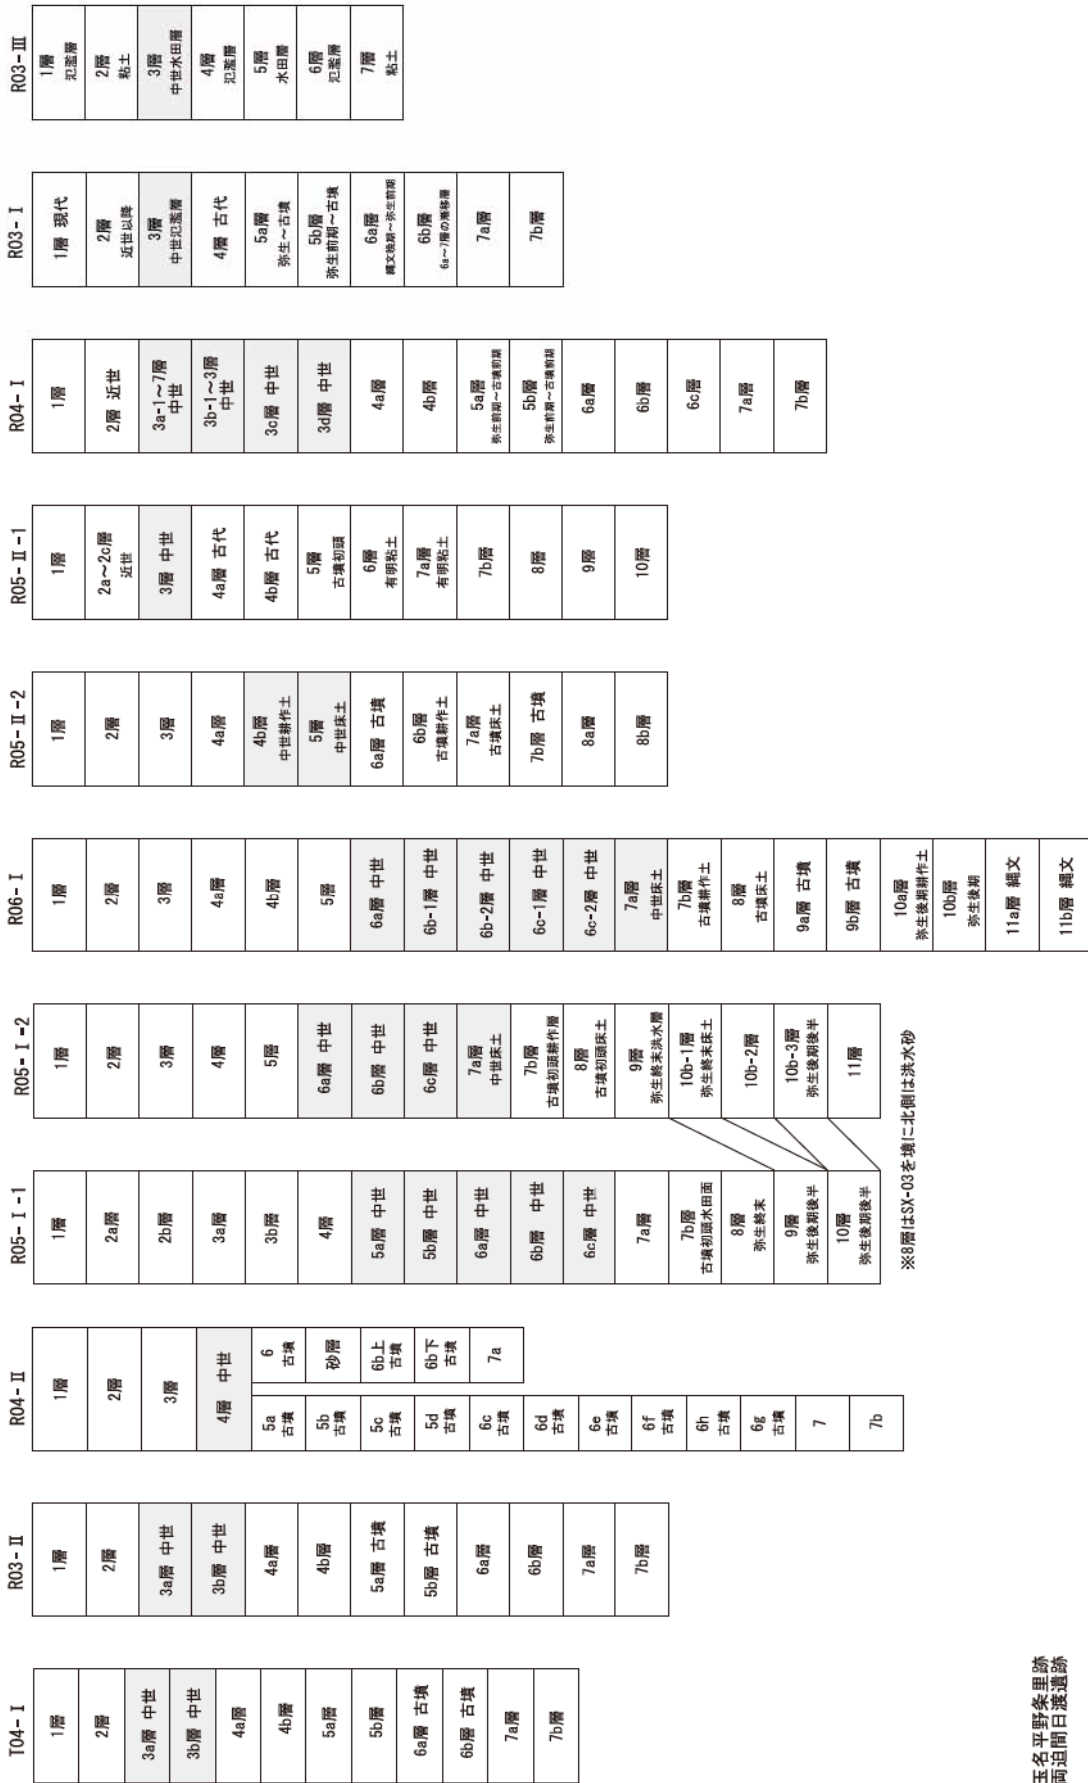 T04-Ⅰ
1層
2層
3a層 中世
3b層 中世
4a層
4b層
5a層
5b層
6a層 古墳
6b層 古墳
7a層
7b層
R03-Ⅱ
1層
2層
3a層 中世
3b層 中世
4a層
4b層
5a層 古墳
5b層 古墳
6a層
6b層
7a層
7b層
R04-Ⅱ
1層
2層
3層
4層 中世
5a
古墳
5b
古墳
5c
古墳
5d
古墳
6c
古墳
6d
古墳
6e
古墳
6f
古墳
6h
古墳
6g
古墳
7
7b
6
古墳
砂層
6b上
古墳
6b下
古墳
7a
R05-Ⅰ-1
1層
2a層
2b層
3a層
3b層
4層
5a層 中世
5b層 中世
6a層 中世
6b層 中世
6c層 中世
7a層
7b層
古墳初頭水田面
8層
弥生終末
9層
弥生後期後半
10層
弥生後期後半
※8層はSX-03を境に北側は洪水砂
R05-Ⅰ-2
1層
2層
3層
4層
5層
6a層 中世
6b層 中世
6c層 中世
7a層
中世床土
7b層
古墳初頭耕作層
8層
古墳初頭床土
9層
弥生終末洪水層
10b-1層
弥生終末床土
10b-2層
10b-3層
弥生後期後半
11層
R06-Ⅰ
1層
2層
3層
4a層
4b層
5層
6a層 中世
6b-1層 中世
6b-2層 中世
6c-1層 中世
6c-2層 中世
7a層
中世床土
7b層
古墳耕作土
8層
古墳床土
9a層 古墳
9b層 古墳
10a層
弥生後期耕作土
10b層
弥生後期
11a層 縄文
11b層 縄文
R05-Ⅱ-2
1層
2層
3層
4a層
4b層
中世耕作土
5層
中世床土
6a層 古墳
6b層
古墳耕作土
7a層
古墳床土
7b層 古墳
8a層
8b層
R05-Ⅱ-1
1層
2a～2c層
近世
3層 中世
4a層 古代
4b層 古代
5層
古墳初頭
6層
有明粘土
7a層
有明粘土
7b層
8層
9層
10層
R04-Ⅰ
1層
2層 近世
3a-1～7層
中世
3b-1～3層
中世
3c層 中世
3d層 中世
4a層
4b層
5a層
弥生前期～古墳前期
5b層
弥生前期～古墳前期
6a層
6b層
6c層
7a層
7b層
R03-Ⅰ
1層 現代
2層
近世以降
3層
中世氾濫層
4層 古代
5a層
弥生～古墳
5b層
弥生前期～古墳
6a層
縄文晩期～弥生前期
6b層
6a～7層の漸移層
7a層
7b層
R03-Ⅲ
1層
氾濫層
2層
粘土
3層
中世水田層
4層
氾濫層
5層
水田層
6層
氾濫層
7層
粘土
玉名平野条里跡
両迫間日渡遺跡